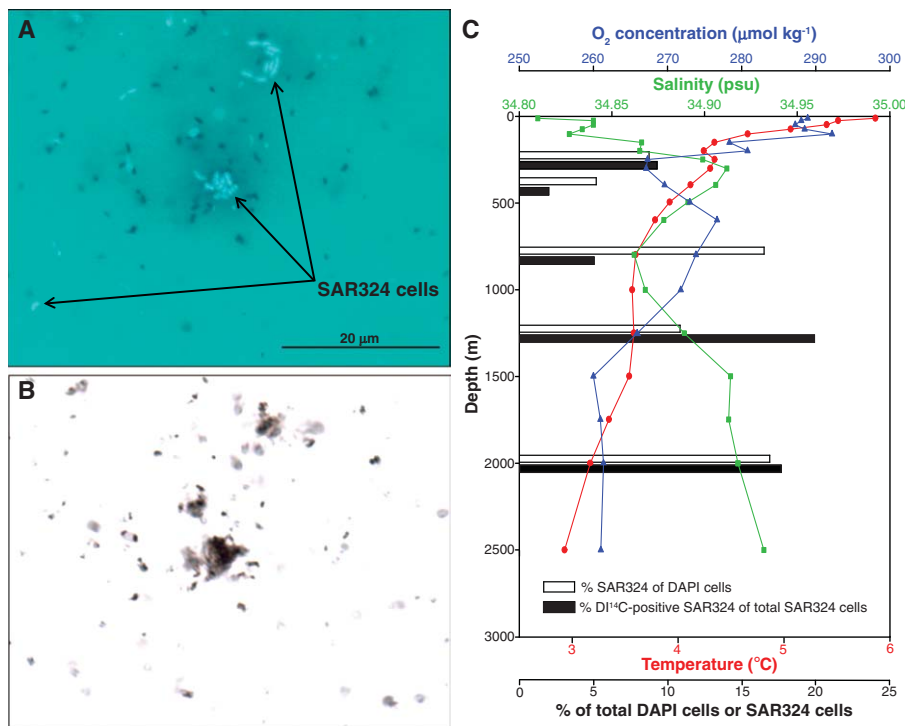 A
SAR324 cells
20 μm
B
C
O₂ concentration (μmol kg⁻¹)
250 260 270 280 290 300
Salinity (psu)
34.80 34.85 34.90 34.95 35.00
0
500
1000
1500
2000
2500
3000
Depth (m)
% SAR324 of DAPI cells
% DI¹⁴C-positive SAR324 of total SAR324 cells
3 4 5 6
Temperature (°C)
0 5 10 15 20 25
% of total DAPI cells or SAR324 cells